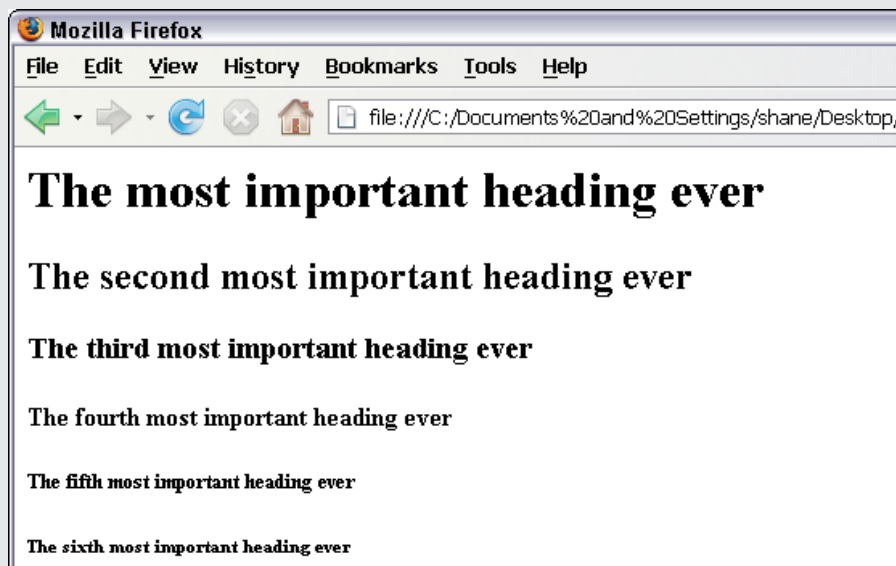 Mozilla Firefox
File Edit View History Bookmarks Tools Help
file:///C:/Documents%20and%20Settings/shane/Desktop/
The most important heading ever
The second most important heading ever
The third most important heading ever
The fourth most important heading ever
The fifth most important heading ever
The sixth most important heading ever